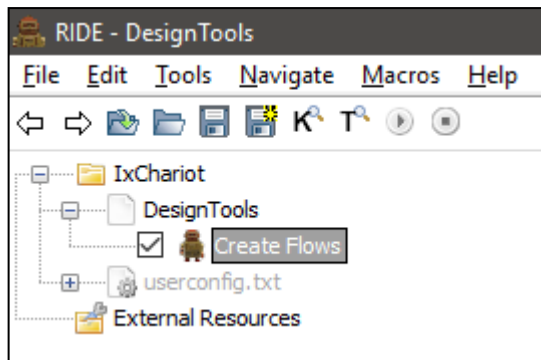 RIDE - DesignTools
File Edit Tools Navigate Macros Help
K T
IxChariot
DesignTools
Create Flows
userconfig.txt
External Resources